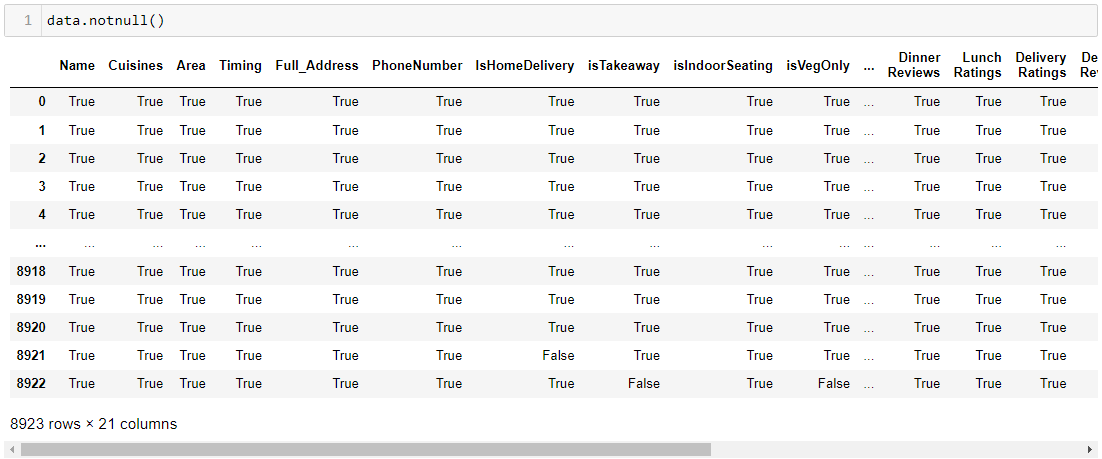 1 data.notnull()
Name Cuisines Area Timing Full_Address PhoneNumber IsHomeDelivery isTakeaway isIndoorSeating isVegOnly ... Dinner Reviews Lunch Ratings Delivery Ratings De Rev
0 True True True True True True True True True True ... True True True
1 True True True True True True True True True True ... True True True
2 True True True True True True True True True True ... True True True
3 True True True True True True True True True True ... True True True
4 True True True True True True True True True True ... True True True
... ... ... ... ... ... ... ... ... ... ... ... ... ... ...
8918 True True True True True True True True True True ... True True True
8919 True True True True True True True True True True ... True True True
8920 True True True True True True True True True True ... True True True
8921 True True True True True True False True True True ... True True True
8922 True True True True True True True False True False ... True True True
8923 rows × 21 columns